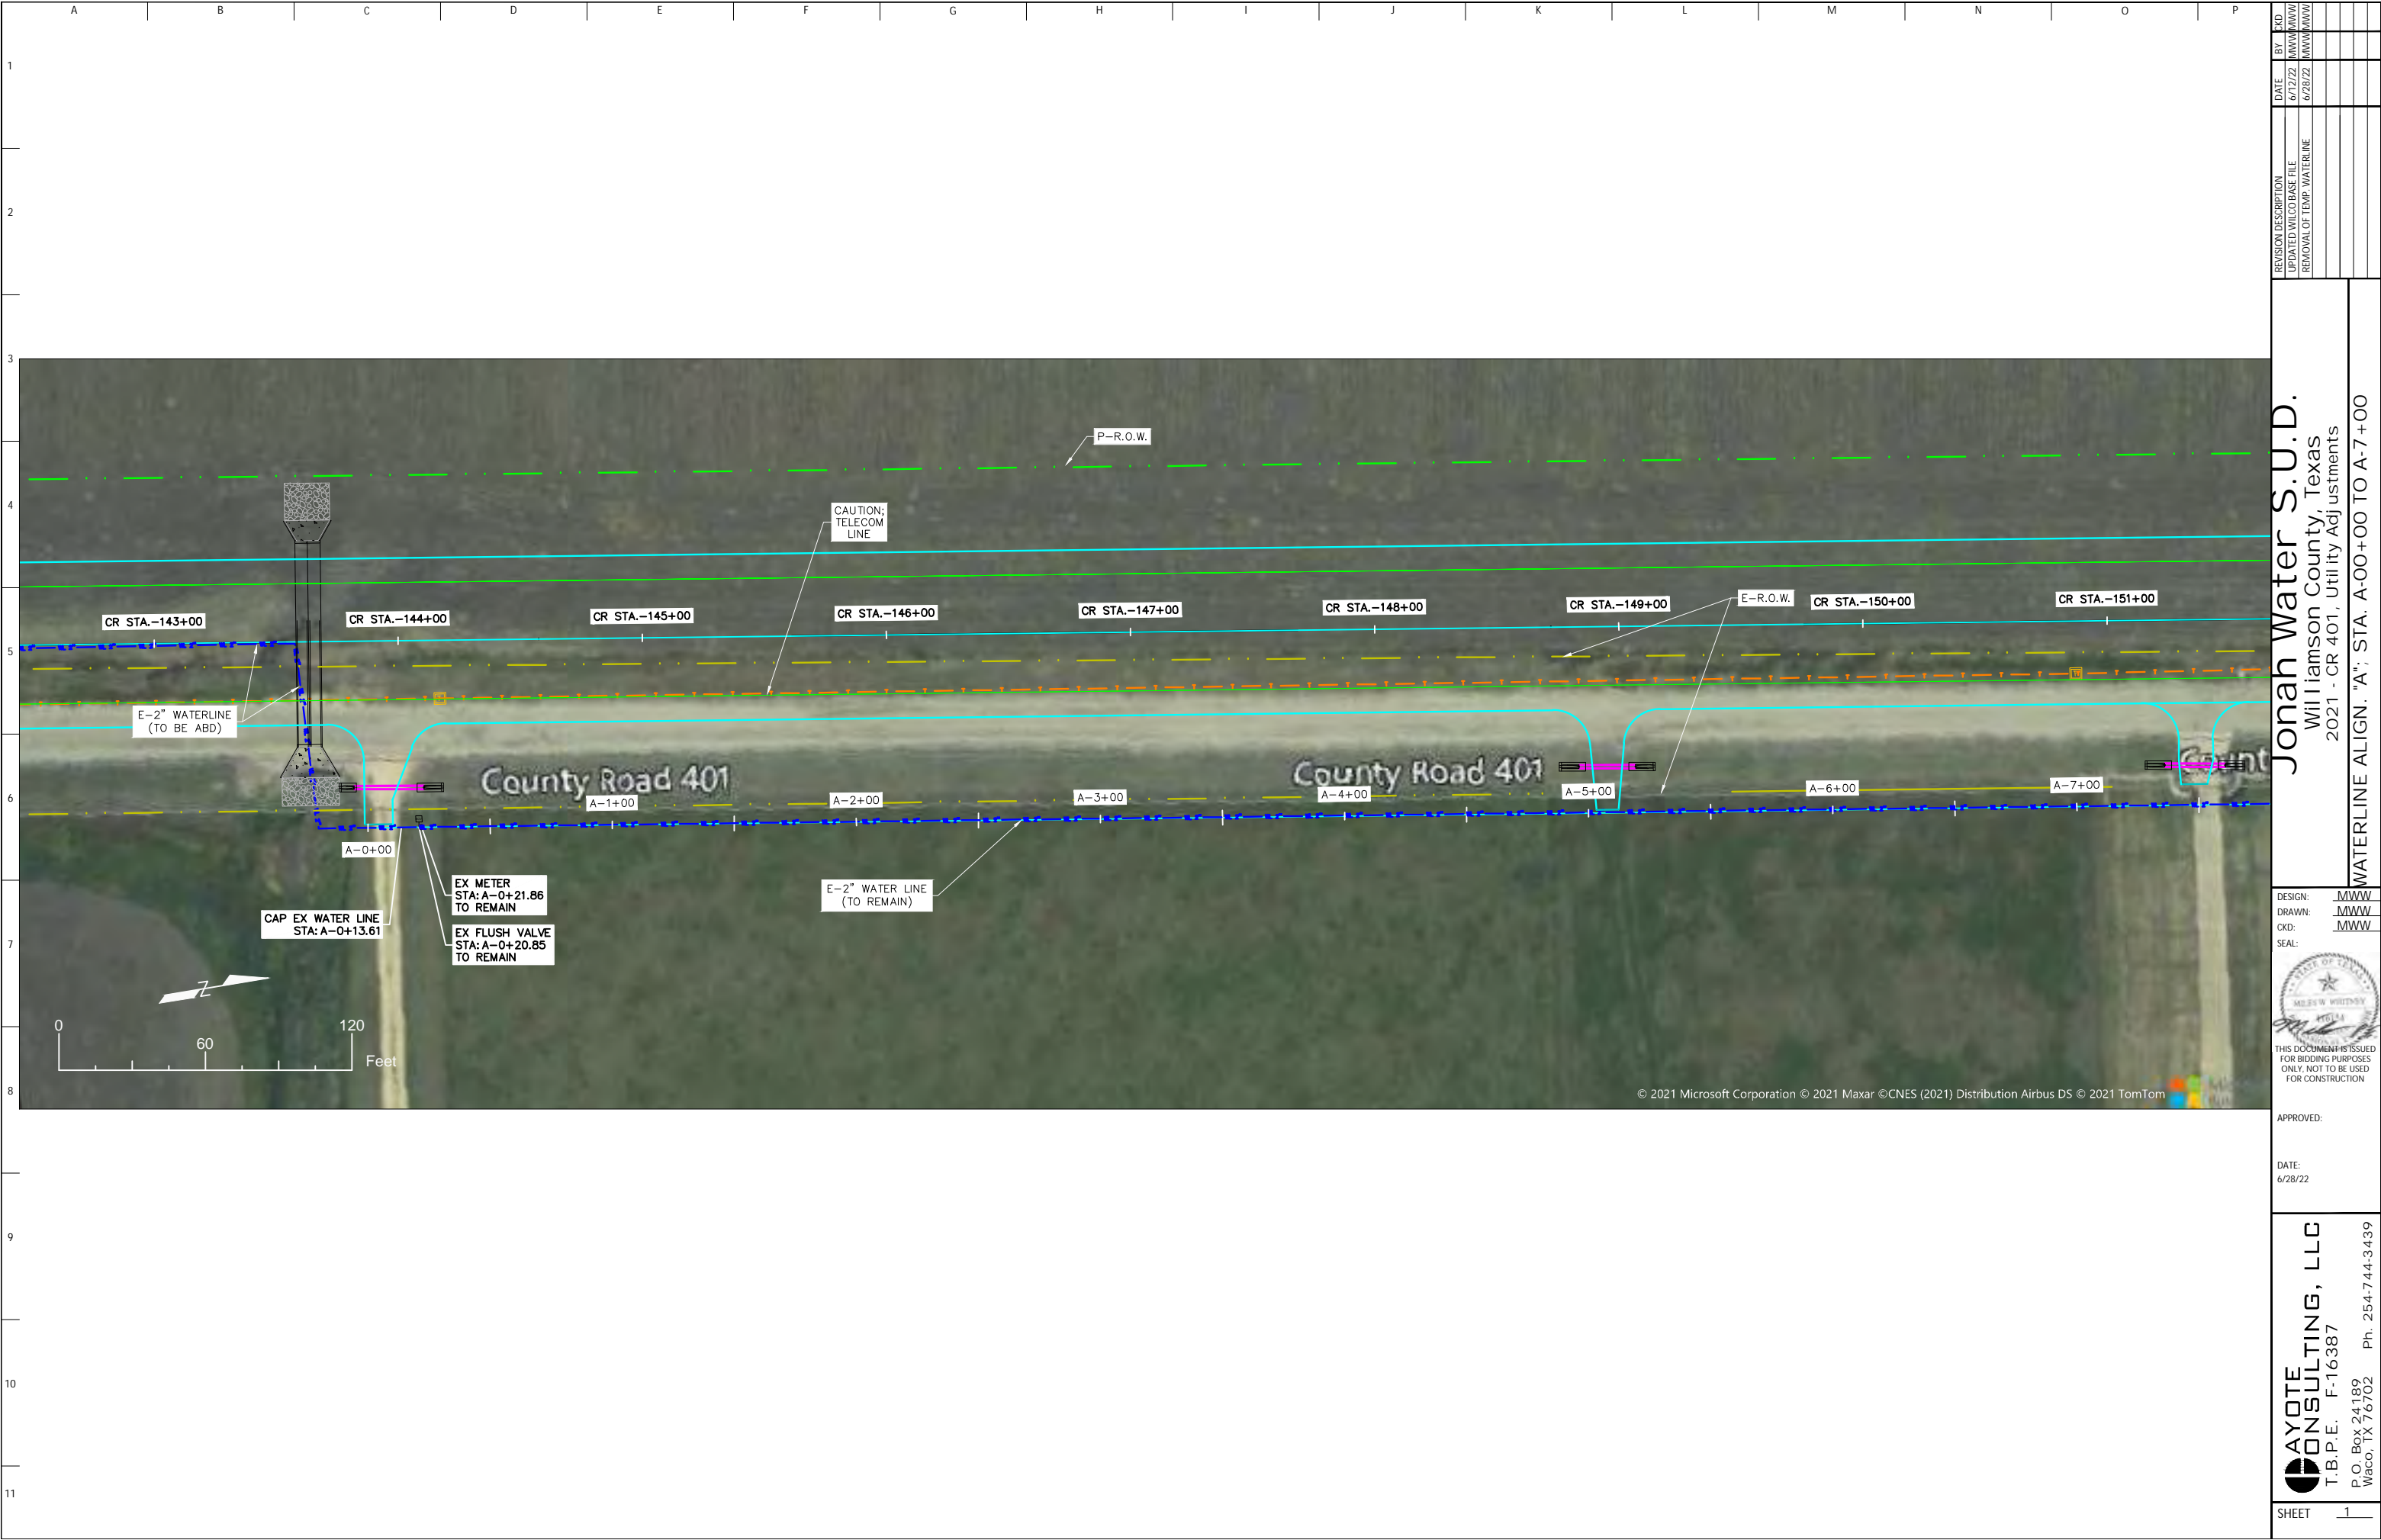 A B C D E F G H I J K L M N O P
1
2
3
4
5
6
7
8
9
10
11
P-R.O.W.
CAUTION;
TELECOM
LINE
CR STA.-143+00
CR STA.-144+00
CR STA.-145+00
CR STA.-146+00
CR STA.-147+00
CR STA.-148+00
CR STA.-149+00
E-R.O.W.
CR STA.-150+00
CR STA.-151+00
E-2" WATERLINE
(TO BE ABD)
County Road 401
County Road 401
Count
A-0+00
A-1+00
A-2+00
A-3+00
A-4+00
A-5+00
A-6+00
A-7+00
EX METER
STA: A-0+21.86
TO REMAIN
CAP EX WATER LINE
STA: A-0+13.61
EX FLUSH VALVE
STA: A-0+20.85
TO REMAIN
E-2" WATER LINE
(TO REMAIN)
Z
0
60
120
Feet
© 2021 Microsoft Corporation © 2021 Maxar ©CNES (2021) Distribution Airbus DS © 2021 TomTom
REVISION DESCRIPTION DATE BY CKD
UPDATED WILCO BASE FILE 6/12/22 MWW MWW
REMOVAL OF TEMP. WATERLINE 6/28/22 MWW MWW
Jonah Water S.U.D.
Williamson County, Texas
2021 - CR 401, Utility Adjustments
WATERLINE ALIGN. "A"; STA. A-00+00 TO A-7+00
DESIGN: MWW
DRAWN: MWW
CKD: MWW
SEAL:
STATE OF TEXAS
MILES W WHITNEY
THIS DOCUMENT IS ISSUED
FOR BIDDING PURPOSES
ONLY, NOT TO BE USED
FOR CONSTRUCTION
APPROVED:
DATE:
6/28/22
AYOTE
ONSULTING, LLC
T.B.P.E. F-16387
P.O. Box 24189
Waco, TX 76702 Ph. 254-744-3439
SHEET 1